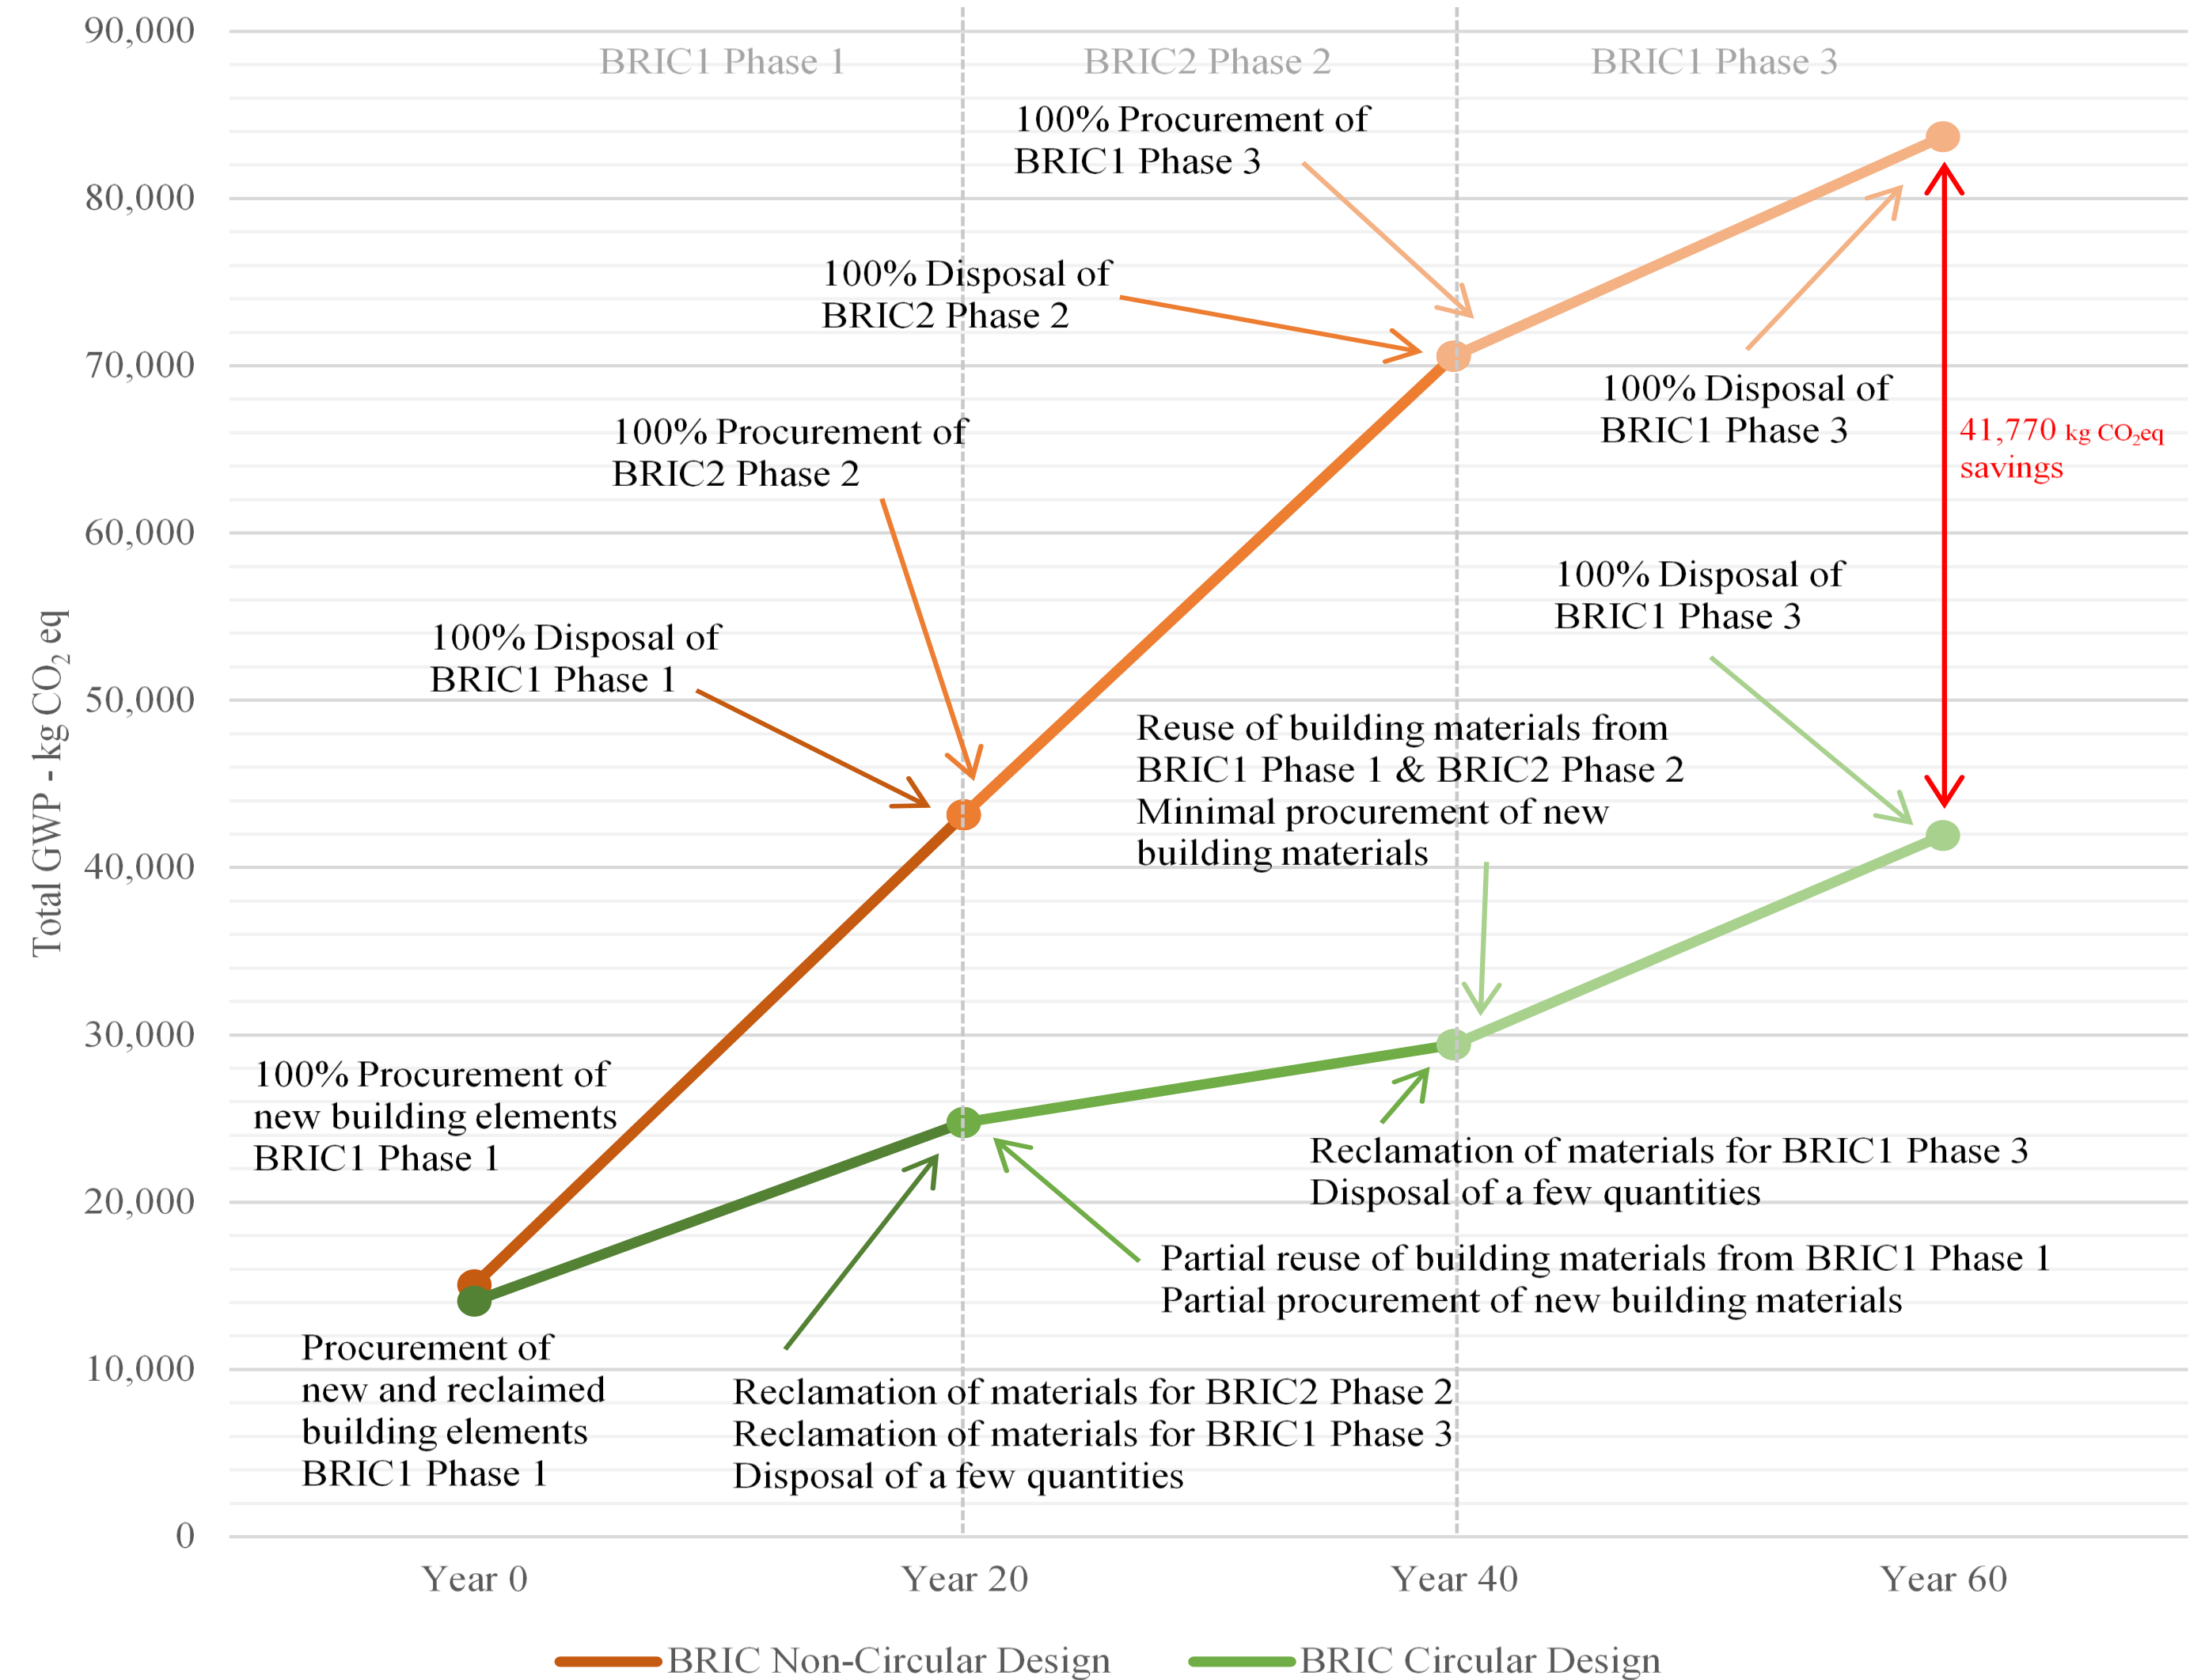 90,000
80,000
70,000
60,000
50,000
40,000
30,000
20,000
10,000
0
Total GWP - kg CO₂ eq
BRIC1 Phase 1
BRIC2 Phase 2
BRIC1 Phase 3
100% Procurement of
BRIC1 Phase 3
100% Disposal of
BRIC2 Phase 2
100% Disposal of
BRIC1 Phase 3
41,770 kg CO₂eq
savings
100% Procurement of
BRIC2 Phase 2
100% Disposal of
BRIC1 Phase 3
100% Disposal of
BRIC1 Phase 1
Reuse of building materials from
BRIC1 Phase 1 & BRIC2 Phase 2
Minimal procurement of new
building materials
100% Procurement of
new building elements
BRIC1 Phase 1
Reclamation of materials for BRIC1 Phase 3
Disposal of a few quantities
Partial reuse of building materials from BRIC1 Phase 1
Partial procurement of new building materials
Procurement of
new and reclaimed
building elements
BRIC1 Phase 1
Reclamation of materials for BRIC2 Phase 2
Reclamation of materials for BRIC1 Phase 3
Disposal of a few quantities
Year 0
Year 20
Year 40
Year 60
BRIC Non-Circular Design
BRIC Circular Design